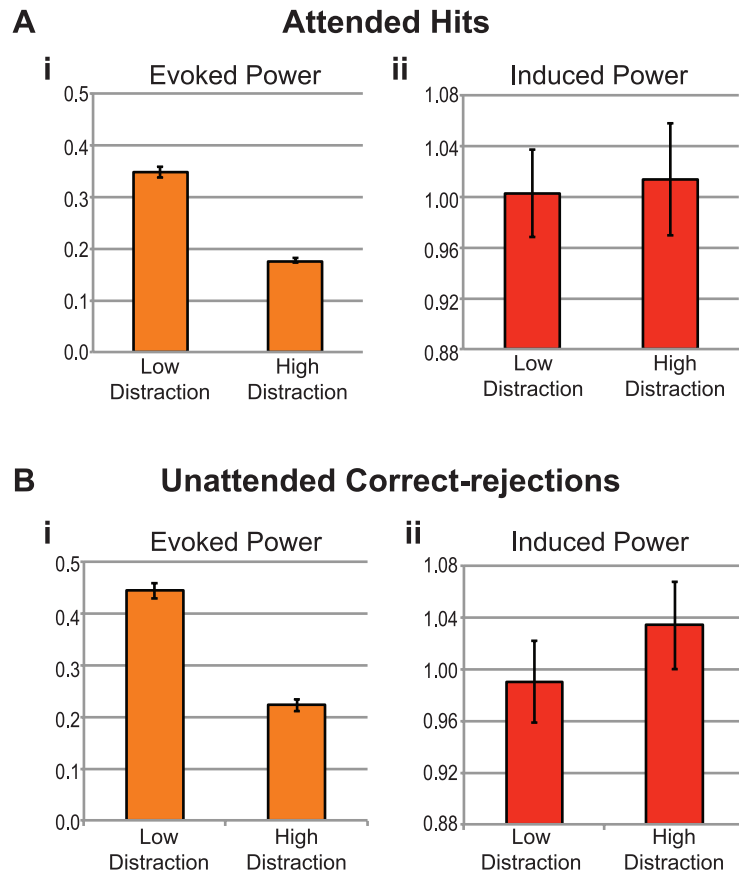 A Attended Hits
i Evoked Power
0.5
0.4
0.3
0.2
0.1
0.0
Low Distraction
High Distraction
ii Induced Power
1.08
1.04
1.00
0.96
0.92
0.88
Low Distraction
High Distraction
B Unattended Correct-rejections
i Evoked Power
0.5
0.4
0.3
0.2
0.1
0.0
Low Distraction
High Distraction
ii Induced Power
1.08
1.04
1.00
0.96
0.92
0.88
Low Distraction
High Distraction